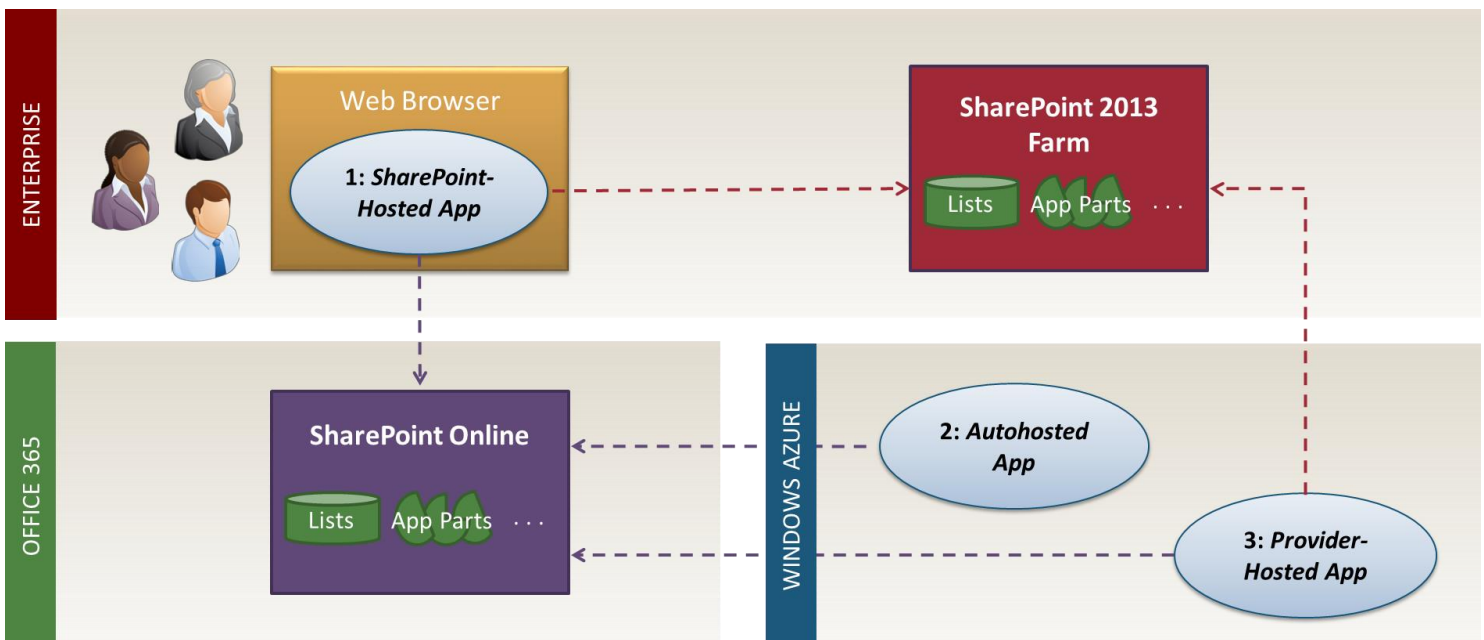 ENTERPRISE
Web Browser
1: SharePoint-
Hosted App
SharePoint 2013
Farm
Lists
App Parts
. . .
OFFICE 365
SharePoint Online
Lists
App Parts
. . .
WINDOWS AZURE
2: Autohosted
App
3: Provider-
Hosted App